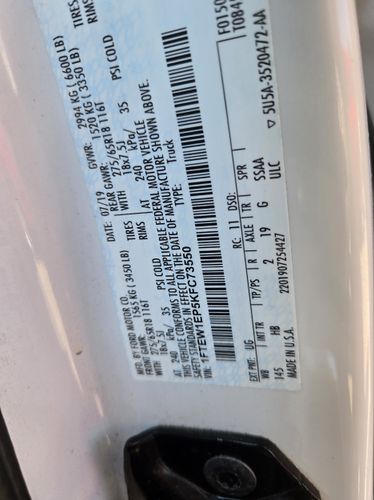 MFD. BY FORD MOTOR CO.
DATE: 07/19 GVWR: 2994 KG ( 6600 LB)
FRONT GAWR: 1565 KG ( 3450 LB) REAR GAWR: 1520 KG ( 3350 LB)
275/65R18 116T TIRES WITH 275/65R18 116T TIRES
18x7.5J RIMS 18x7.5J RIMS
AT 240 kPa/ 35 PSI COLD AT 240 kPa/ 35 PSI COLD
THIS VEHICLE CONFORMS TO ALL APPLICABLE FEDERAL MOTOR VEHICLE
SAFETY STANDARDS IN EFFECT ON THE DATE OF MANUFACTURE SHOWN ABOVE.
VIN: 1FTEW1EP5KFC73550
TYPE: Truck
F0150
T084
EXT PNT: UG RC: 11 DSO:
WB INTTR TP/PS R AXLE TR SPR
145 HB 2 19 G SSAA
2201907254427 ULC
MADE IN U.S.A.
5U5A-3520472-AA